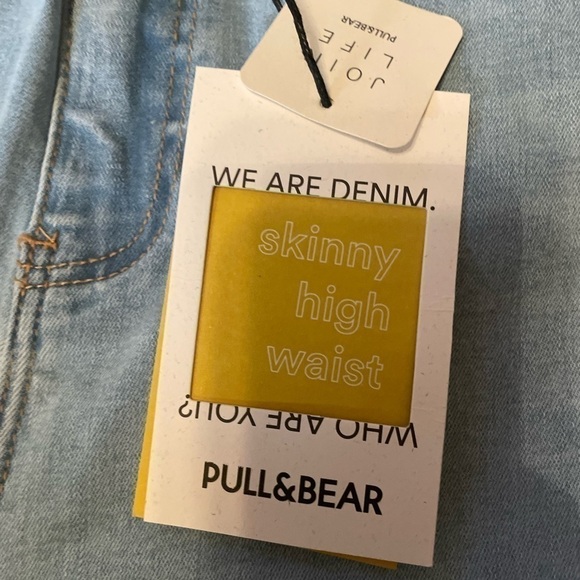 JOIN
LIFE
PULL&BEAR
WE ARE DENIM.
skinny
high
waist
WHO ARE YOU?
PULL&BEAR